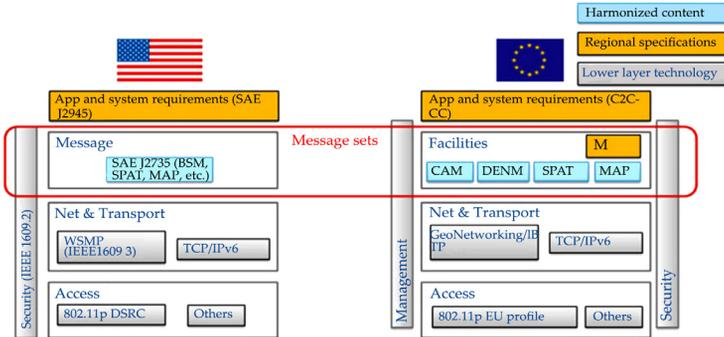 Harmonized content
Regional specifications
Lower layer technology
App and system requirements (SAE
J2945)
Message
SAE J2735 (BSM,
SPAT, MAP, etc.)
Net & Transport
WSMP
(IEEE1609 3)
TCP/IPv6
Access
802.11p DSRC
Others
Security (IEEE 1609.2)
Message sets
App and system requirements (C2C-
CC)
Facilities
M
CAM
DENM
SPAT
MAP
Net & Transport
GeoNetworking/lB
TP
TCP/IPv6
Access
802.11p EU profile
Others
Management
Security